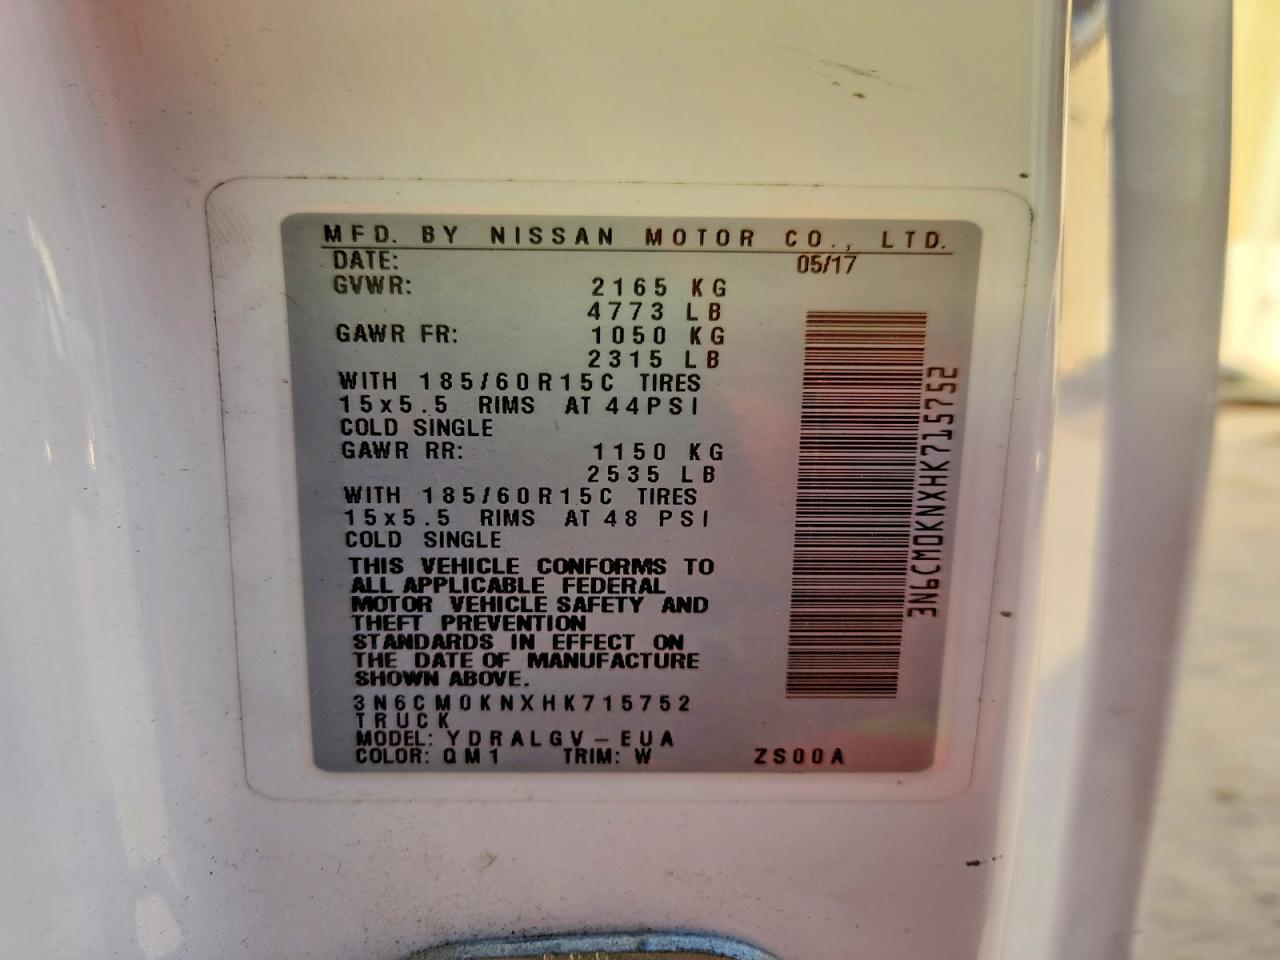 MFD. BY NISSAN MOTOR CO., LTD.
DATE: 05/17
GVWR: 2165 KG
4773 LB
GAWR FR: 1050 KG
2315 LB
WITH 185/60R15C TIRES
15x5.5 RIMS AT 44PSI
COLD SINGLE
GAWR RR: 1150 KG
2535 LB
WITH 185/60R15C TIRES
15x5.5 RIMS AT 48 PSI
COLD SINGLE
THIS VEHICLE CONFORMS TO
ALL APPLICABLE FEDERAL
MOTOR VEHICLE SAFETY AND
THEFT PREVENTION
STANDARDS IN EFFECT ON
THE DATE OF MANUFACTURE
SHOWN ABOVE.
3N6CM0KNXHK715752
TRUCK
MODEL: YDRALGV-EUA
COLOR: QM1 TRIM: W ZS00A
3N6CM0KNXHK715752